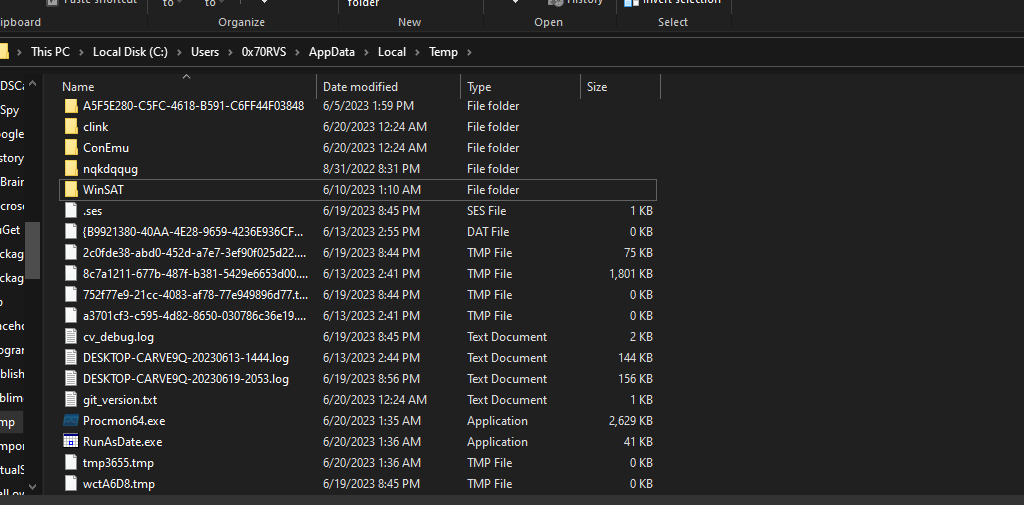 Paste shortcut to to folder History Invert selection
ipboard Organize New Open Select
This PC > Local Disk (C:) > Users > 0x70RVS > AppData > Local > Temp >
Name Date modified Type Size
A5F5E280-C5FC-4618-B591-C6FF44F03848 6/5/2023 1:59 PM File folder
clink 6/20/2023 12:24 AM File folder
ConEmu 6/20/2023 12:24 AM File folder
nqkdqqug 8/31/2022 8:31 PM File folder
WinSAT 6/10/2023 1:10 AM File folder
.ses 6/19/2023 8:45 PM SES File 1 KB
{B9921380-40AA-4E28-9659-4236E936CF... 6/13/2023 2:55 PM DAT File 0 KB
2c0fde38-abd0-452d-a7e7-3ef90f025d22.... 6/19/2023 8:44 PM TMP File 75 KB
8c7a1211-677b-487f-b381-5429e6653d00.... 6/13/2023 2:41 PM TMP File 1,801 KB
752f77e9-21cc-4083-af78-77e949896d77.t... 6/19/2023 8:44 PM TMP File 0 KB
a3701cf3-c595-4d82-8650-030786c36e19.... 6/13/2023 2:41 PM TMP File 0 KB
cv_debug.log 6/19/2023 8:45 PM Text Document 2 KB
DESKTOP-CARVE9Q-20230613-1444.log 6/13/2023 2:44 PM Text Document 144 KB
DESKTOP-CARVE9Q-20230619-2053.log 6/19/2023 8:56 PM Text Document 156 KB
git_version.txt 6/20/2023 12:24 AM Text Document 1 KB
Procmon64.exe 6/20/2023 1:35 AM Application 2,629 KB
RunAsDate.exe 6/20/2023 1:36 AM Application 41 KB
tmp3655.tmp 6/20/2023 1:36 AM TMP File 0 KB
wctA6D8.tmp 6/19/2023 8:45 PM TMP File 0 KB
DSCa
Spy
oogle
story
Brain
icrose
uGet
ackag
ackag
o
aceho
rogran
ublish
ublime
mp
mpor
rtualS